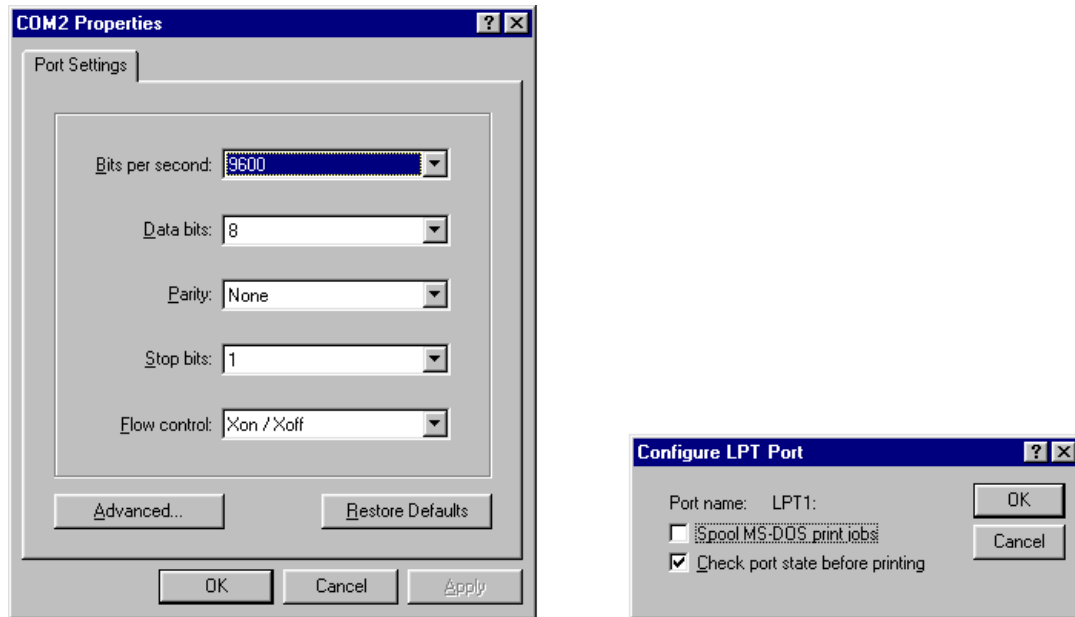 COM2 Properties
Port Settings
Bits per second: 9600
Data bits: 8
Parity: None
Stop bits: 1
Flow control: Xon / Xoff
Advanced... Restore Defaults
OK Cancel Apply
Configure LPT Port
Port name: LPT1: OK
Spool MS-DOS print jobs Cancel
Check port state before printing